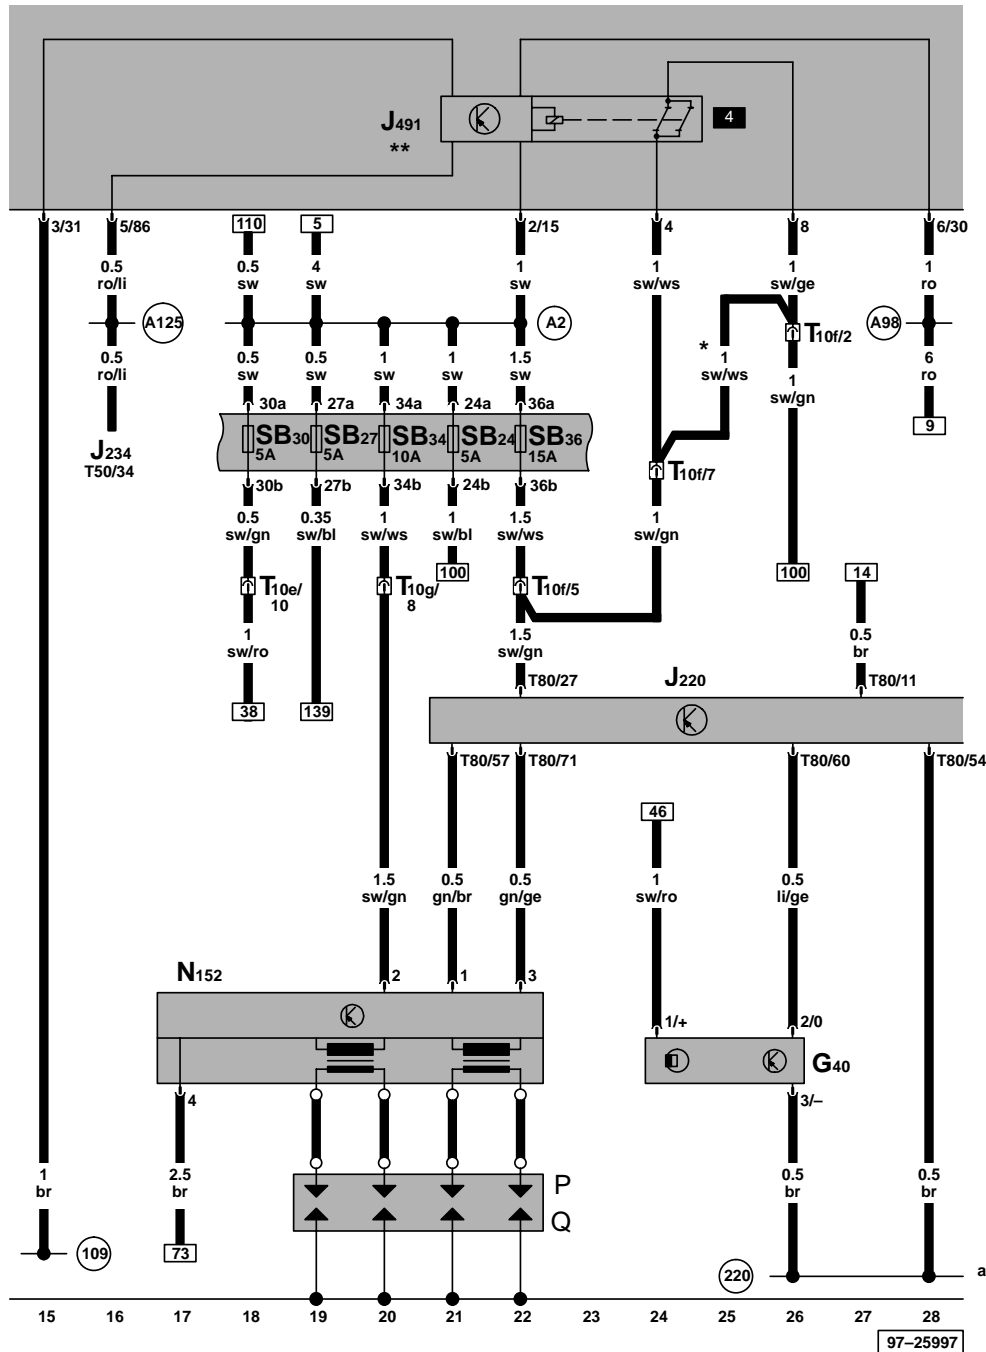 J491
4
**
3/31
5/86
110
5
2/15
4
8
6/30
0.5
ro/li
0.5
sw
4
sw
1
sw
1
sw/ws
1
sw/ge
1
ro
A125
A2
A98
T10f/2
*
0.5
ro/li
0.5
sw
0.5
sw
1
sw
1
sw
1.5
sw
1
sw/ws
1
sw/gn
6
ro
30a
27a
34a
24a
36a
9
J234
T50/34
SB30
5A
SB27
5A
SB34
10A
SB24
5A
SB36
15A
T10f/7
30b
27b
34b
24b
36b
0.5
sw/gn
0.35
sw/bl
1
sw/ws
1
sw/bl
1.5
sw/ws
1
sw/gn
100
100
14
T10e/
10
T10g/
8
T10f/5
1
sw/ro
1.5
sw/gn
0.5
br
38
139
T80/27
J220
T80/11
T80/57
T80/71
T80/60
T80/54
46
1.5
sw/gn
0.5
gn/br
0.5
gn/ge
1
sw/ro
0.5
li/ge
N152
2
1
3
1/+
2/0
G40
4
3/–
1
br
2.5
br
P
Q
0.5
br
0.5
br
109
73
220
a
15
16
17
18
19
20
21
22
23
24
25
26
27
28
97–25997